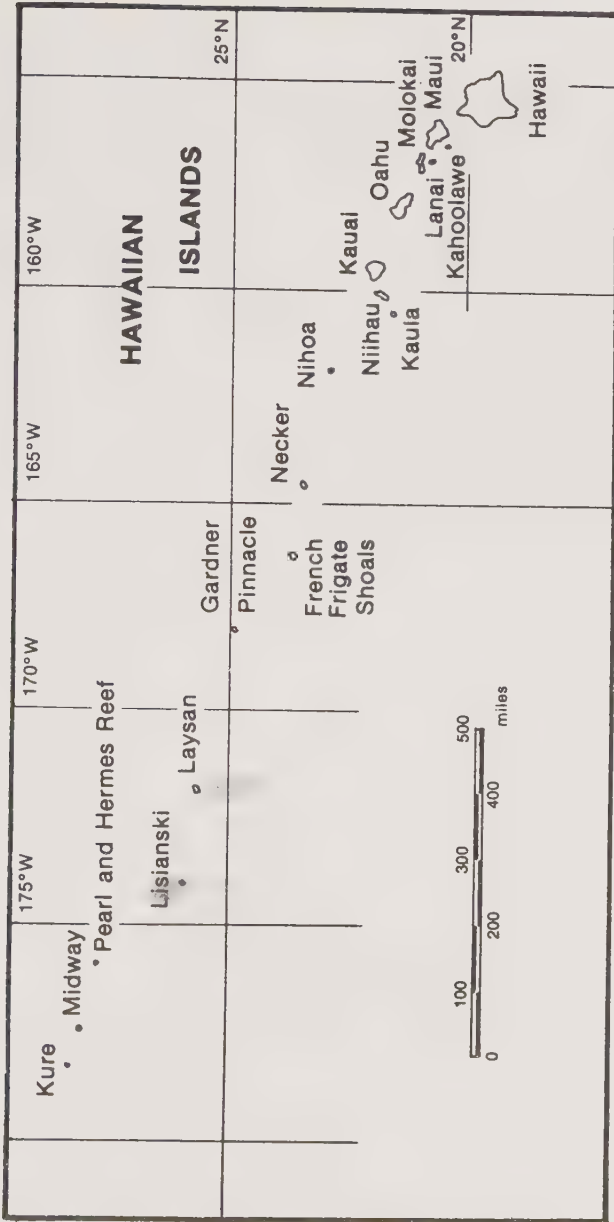 175°W
170°W
165°W
160°W
HAWAIIAN
ISLANDS
25°N
20°N
Kure
Midway
Pearl and Hermes Reef
Lisianski
Laysan
Gardner
Pinnacle
French
Frigate
Shoals
Necker
Nihoa
Kauai
Niihau
Kaula
Oahu
Molokai
Maui
Lanai
Kahoolawe
Hawaii
0
100
200
300
400
500
miles